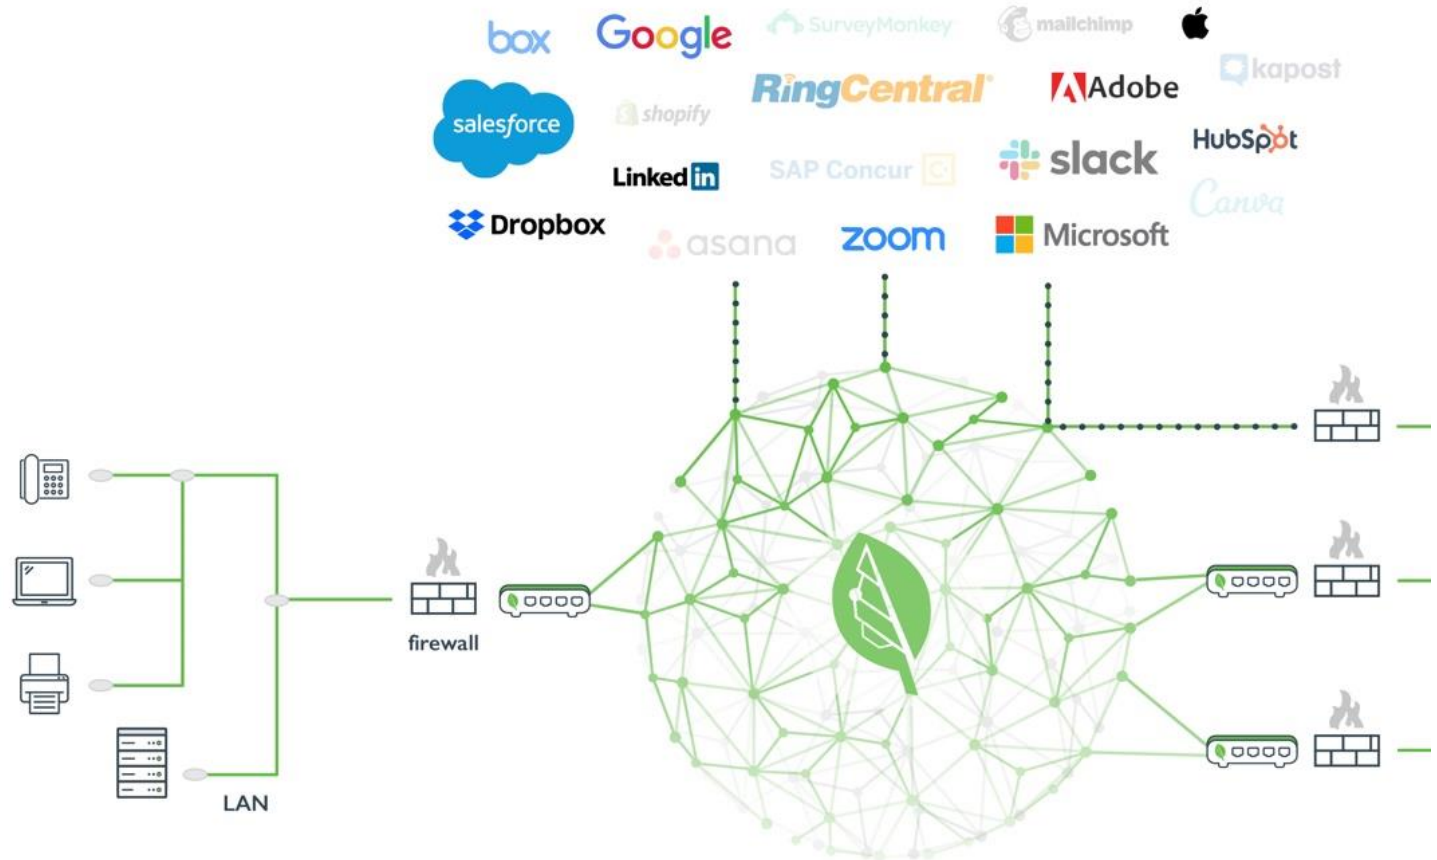 box
Google
SurveyMonkey
mailchimp
salesforce
shopify
RingCentral®
Adobe
kapost
LinkedIn
SAP Concur
slack
HubSpot
Canva
Dropbox
asana
zoom
Microsoft
firewall
LAN